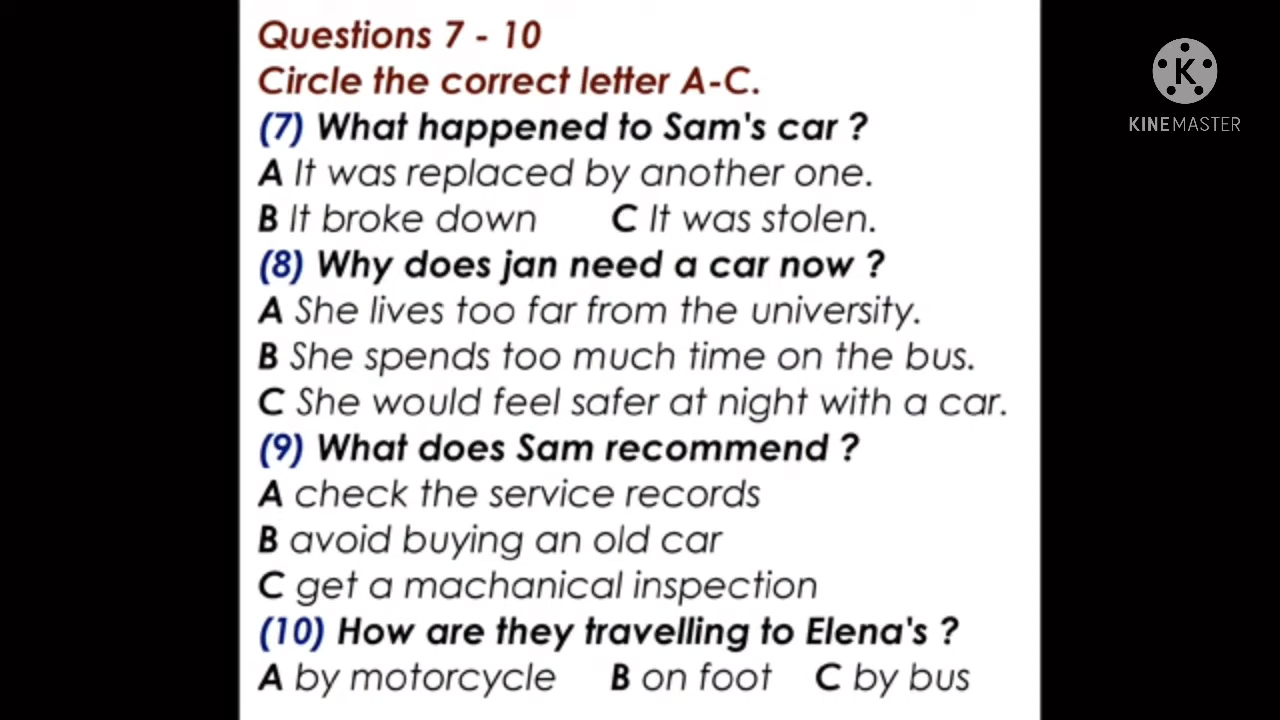 Questions 7 - 10
Circle the correct letter A-C.
(7) What happened to Sam's car ?
A It was replaced by another one.
B It broke down C It was stolen.
(8) Why does jan need a car now ?
A She lives too far from the university.
B She spends too much time on the bus.
C She would feel safer at night with a car.
(9) What does Sam recommend ?
A check the service records
B avoid buying an old car
C get a machanical inspection
(10) How are they travelling to Elena's ?
A by motorcycle B on foot C by bus
K
KINEMASTER